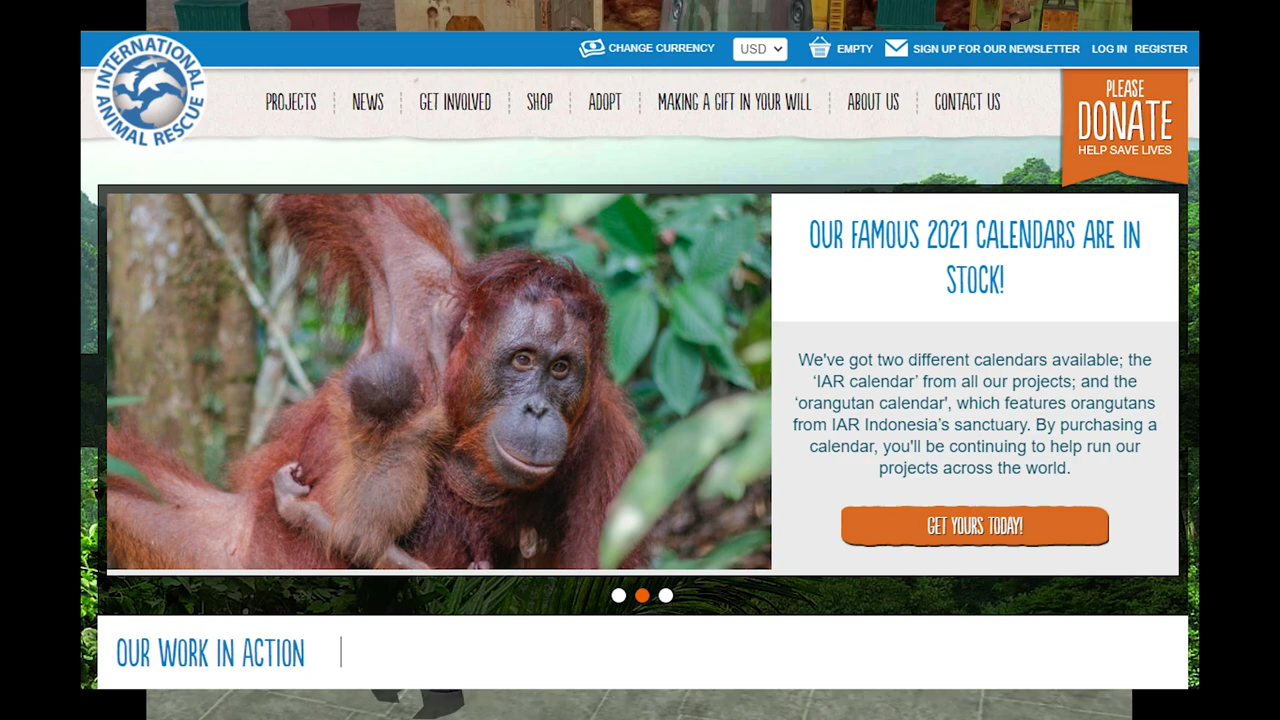 CHANGE CURRENCY USD EMPTY SIGN UP FOR OUR NEWSLETTER LOG IN REGISTER
INTERNATIONAL ANIMAL RESCUE
PROJECTS NEWS GET INVOLVED SHOP ADOPT MAKING A GIFT IN YOUR WILL ABOUT US CONTACT US
PLEASE
DONATE
HELP SAVE LIVES
OUR FAMOUS 2021 CALENDARS ARE IN
STOCK!
We've got two different calendars available; the
‘IAR calendar’ from all our projects; and the
‘orangutan calendar', which features orangutans
from IAR Indonesia’s sanctuary. By purchasing a
calendar, you'll be continuing to help run our
projects across the world.
GET YOURS TODAY!
OUR WORK IN ACTION